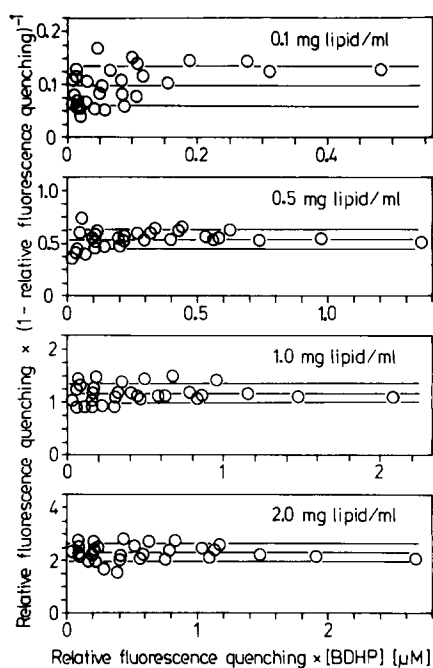 Relative fluorescence quenching × (1 - relative fluorescence quenching)⁻¹
0.2
0.1
0
0.1 mg lipid/ml
0 0.2 0.4
1.0
0.5
0
0.5 mg lipid/ml
0 0.5 1.0
2.0
1.0
0
1.0 mg lipid/ml
0 1 2
4
2
0
2.0 mg lipid/ml
0 1 2
Relative fluorescence quenching × [BDHP] [µM]